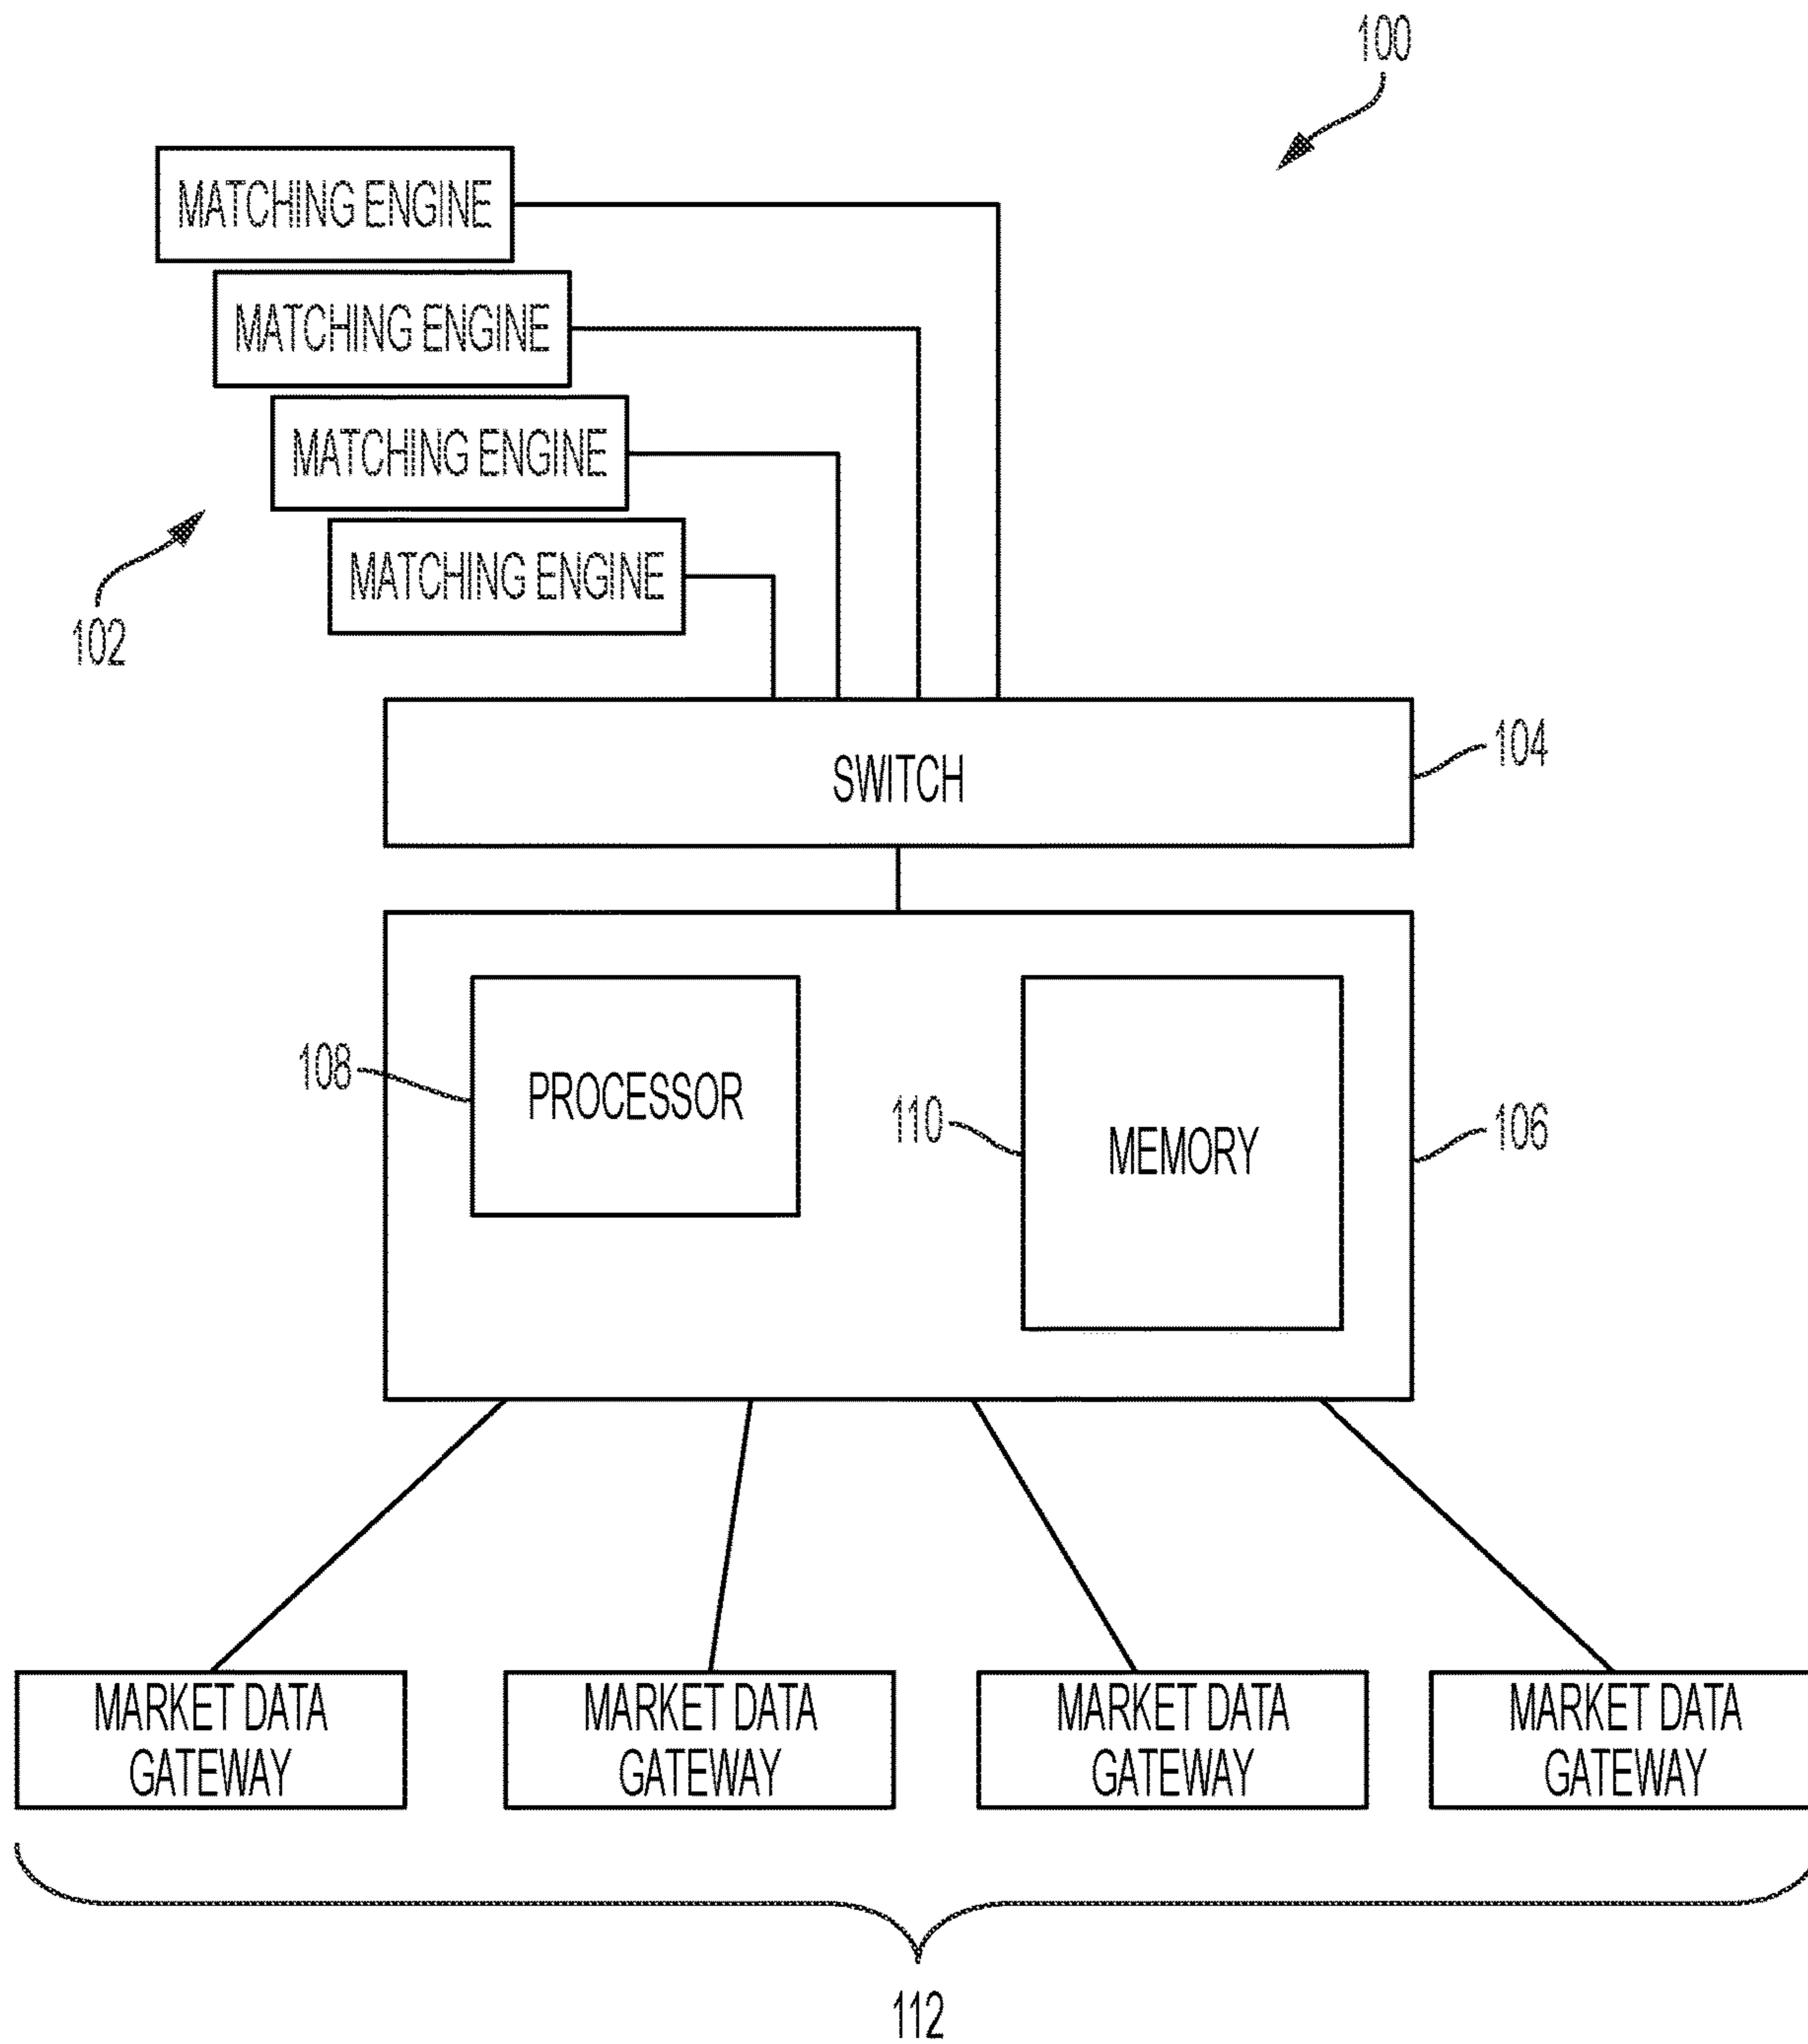 100
MATCHING ENGINE
MATCHING ENGINE
MATCHING ENGINE
MATCHING ENGINE
102
SWITCH
104
108
PROCESSOR
110
MEMORY
106
MARKET DATA
GATEWAY
MARKET DATA
GATEWAY
MARKET DATA
GATEWAY
MARKET DATA
GATEWAY
112